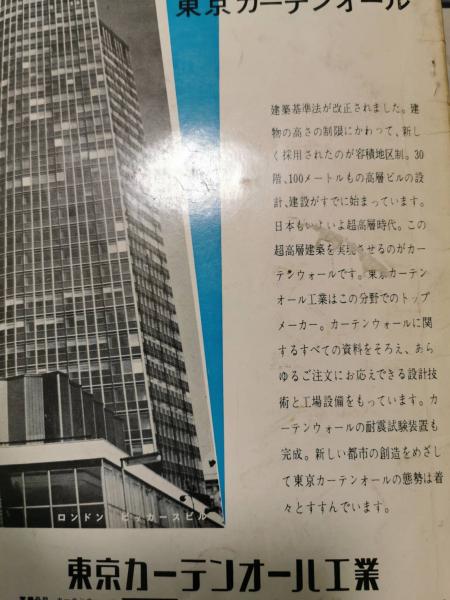 東京カーテンオール
建築基準法が改正されました。建
物の高さの制限にかわって、新し
く採用されたのが容積地区制。30
階、100メートルもの高層ビルの設
計、建設がすでに始まっています。
日本もいよいよ超高層時代。この
超高層建築を実現させるのがカー
テンウォールです。東京カーテン
オール工業はこの分野でのトップ
メーカー。カーテンウォールに関
するすべての資料をそろえ、あら
ゆるご注文にお応えできる設計技
術と工場設備をもっています。カ
ーテンウォールの耐震試験装置も
完成。新しい都市の創造をめざし
て東京カーテンオールの態勢は着
々とすすんでいます。
ロンドン ビッカースビル
東京カーテンオール工業